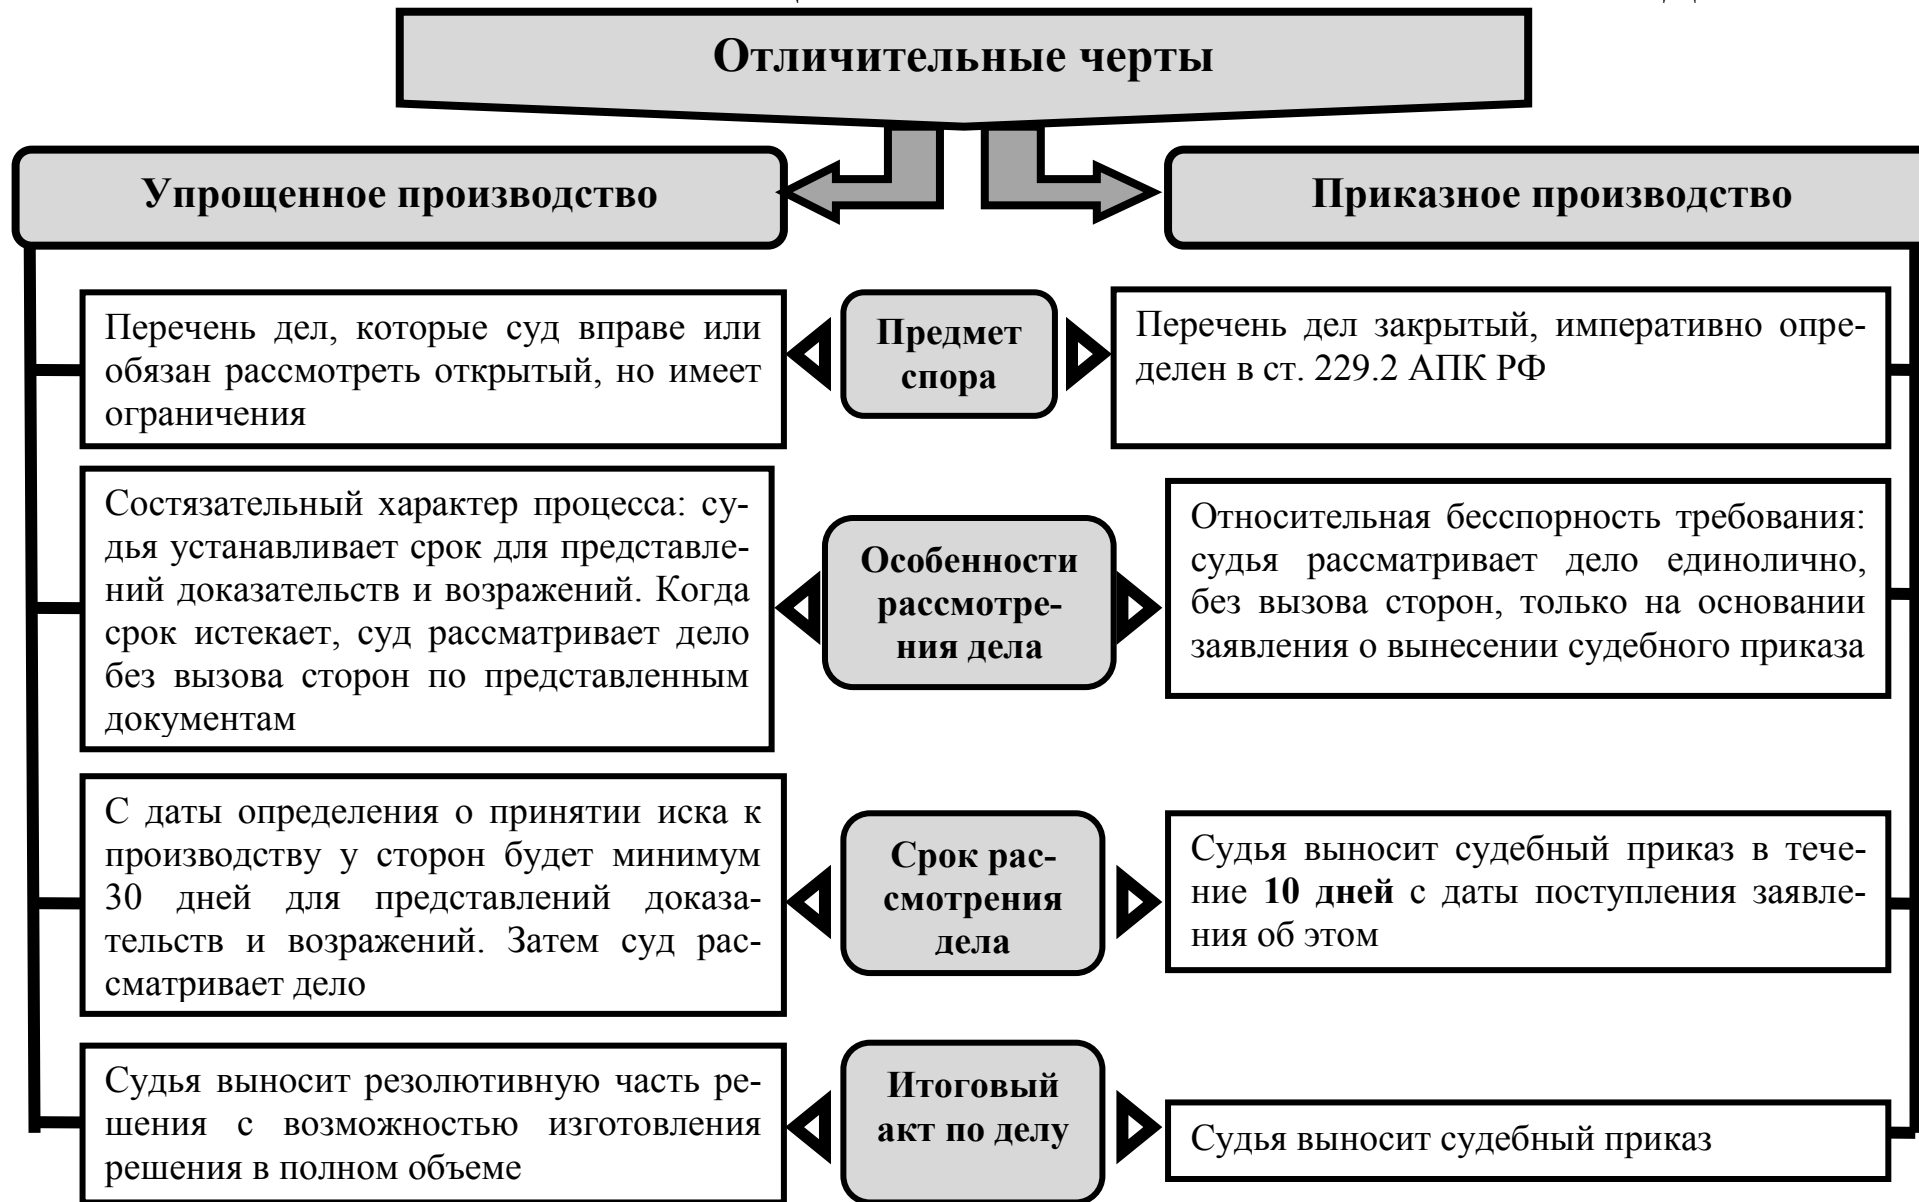 Отличительные черты
Упрощенное производство
Приказное производство
Перечень дел, которые суд вправе или
обязан рассмотреть открытый, но имеет
ограничения
Предмет
спора
Перечень дел закрытый, императивно опре-
делен в ст. 229.2 АПК РФ
Состязательный характер процесса: су-
дья устанавливает срок для представле-
ний доказательств и возражений. Когда
срок истекает, суд рассматривает дело
без вызова сторон по представленным
документам
Особенности
рассмотре-
ния дела
Относительная бесспорность требования:
судья рассматривает дело единолично,
без вызова сторон, только на основании
заявления о вынесении судебного приказа
С даты определения о принятии иска к
производству у сторон будет минимум
30 дней для представлений доказа-
тельств и возражений. Затем суд рас-
сматривает дело
Срок рас-
смотрения
дела
Судья выносит судебный приказ в тече-
ние 10 дней с даты поступления заявле-
ния об этом
Судья выносит резолютивную часть ре-
шения с возможностью изготовления
решения в полном объеме
Итоговый
акт по делу
Судья выносит судебный приказ